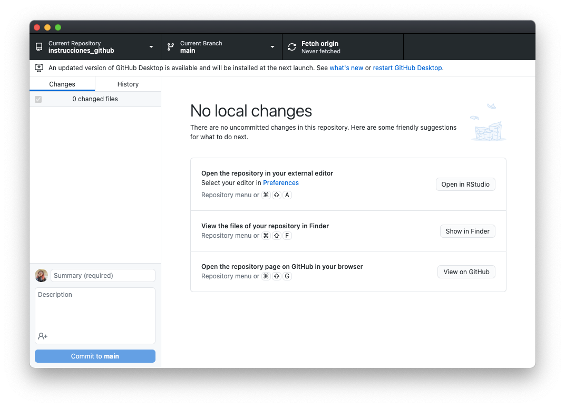 Current Repository
instrucciones_github
Current Branch
main
Fetch origin
Never fetched
An updated version of GitHub Desktop is available and will be installed at the next launch. See what's new or restart GitHub Desktop.
Changes
History
0 changed files
No local changes
There are no uncommitted changes in this repository. Here are some friendly suggestions
for what to do next.
Open the repository in your external editor
Select your editor in Preferences
Repository menu or ⌘ ⇧ A
Open in RStudio
View the files of your repository in Finder
Repository menu or ⌘ ⇧ F
Show in Finder
Open the repository page on GitHub in your browser
Repository menu or ⌘ ⇧ G
View on GitHub
Summary (required)
Description
Commit to main